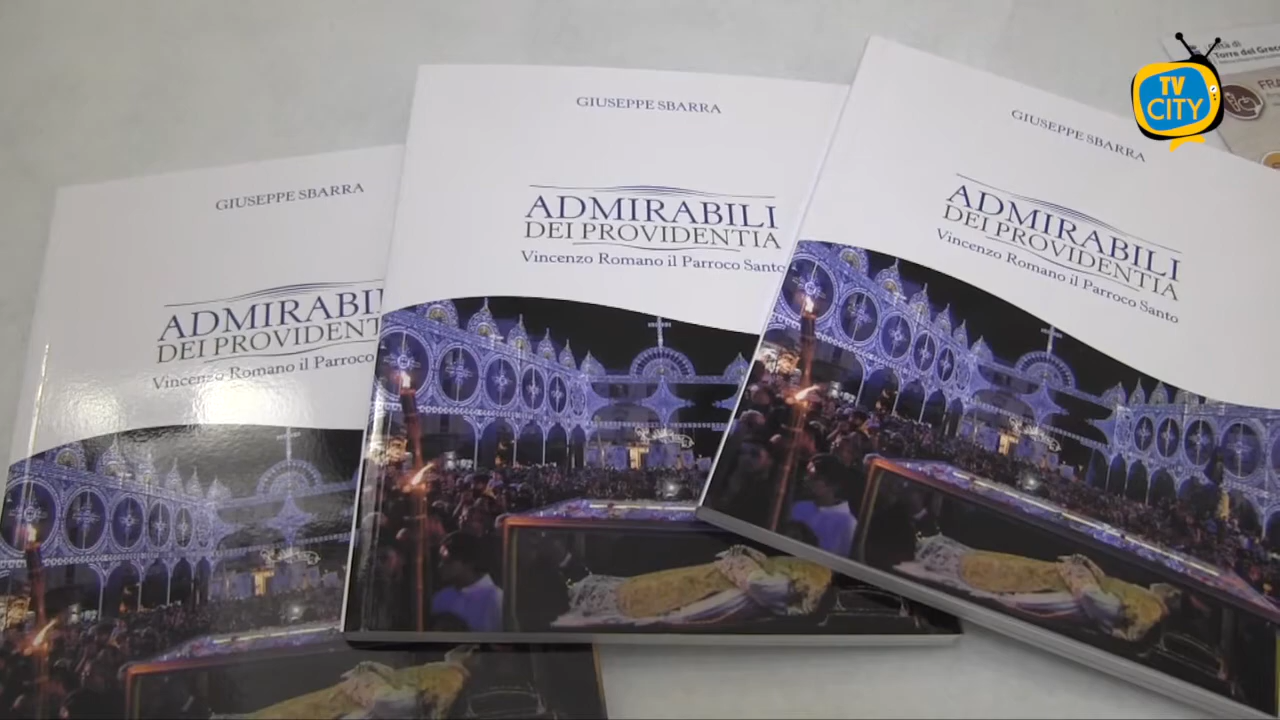 GIUSEPPE SBARRA
ADMIRABILI
DEI PROVIDENTIA
Vincenzo Romano il Parroco
GIUSEPPE SBARRA
ADMIRABILI
DEI PROVIDENTIA
Vincenzo Romano il Parroco Santo
GIUSEPPE SBARRA
ADMIRABILI
DEI PROVIDENTIA
Vincenzo Romano il Parroco Santo
TV
CITY
Torre del Greco
FRA